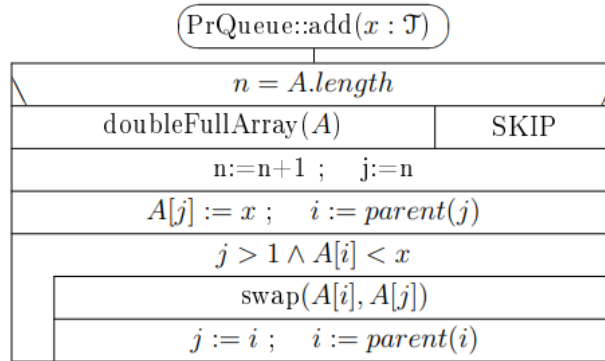 PrQueue::add(x : 𝒯)
n = A.length
doubleFullArray(A) SKIP
n:=n+1 ; j:=n
A[j] := x ; i := parent(j)
j > 1 ∧ A[i] < x
swap(A[i], A[j])
j := i ; i := parent(i)